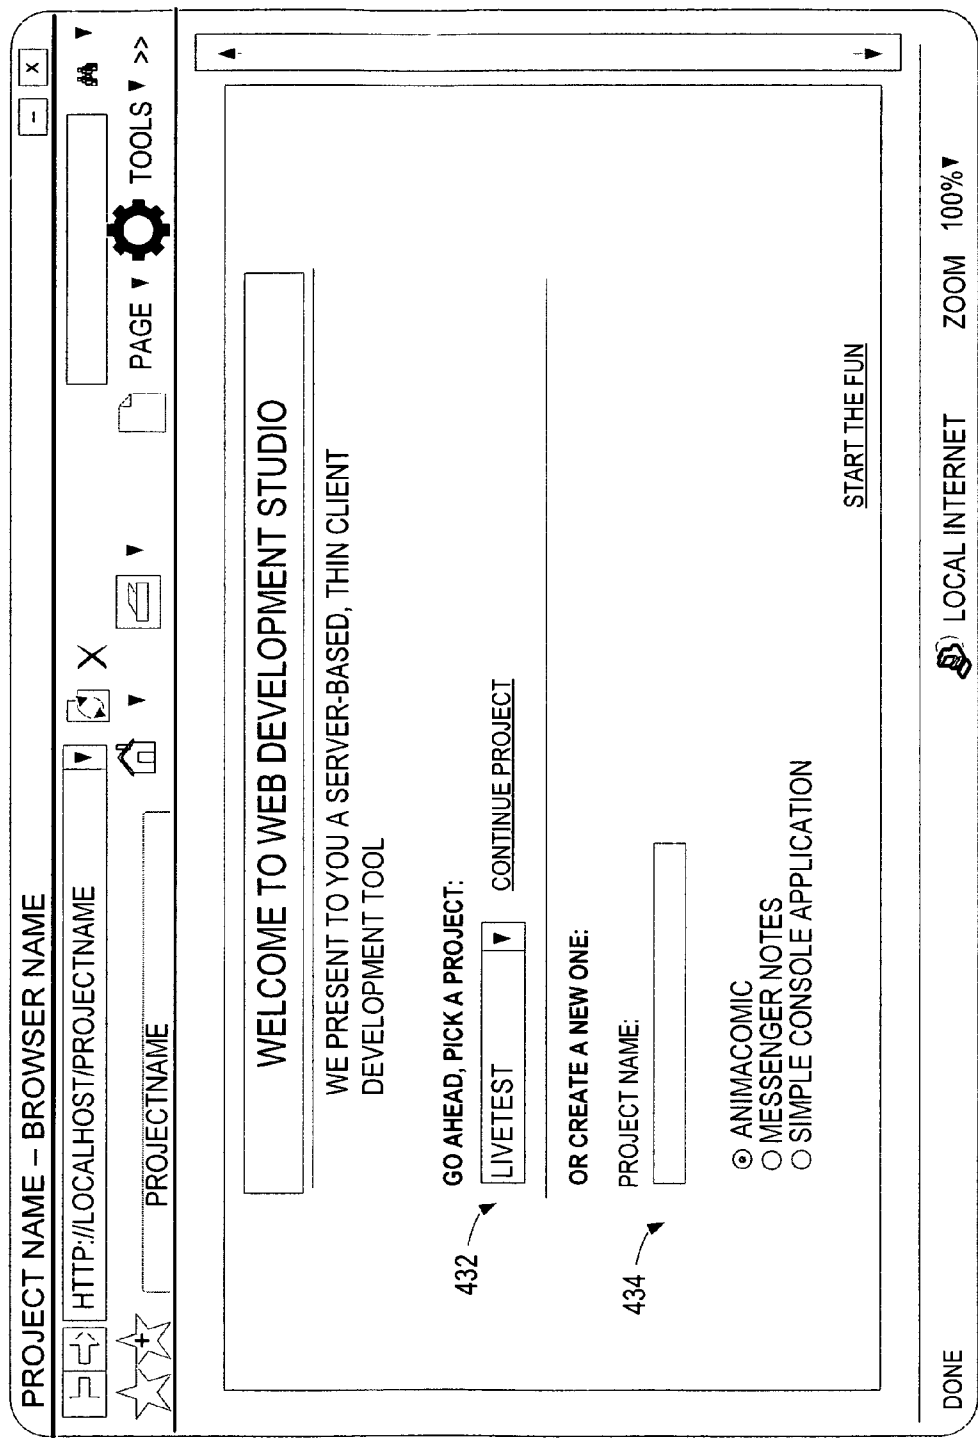 PROJECT NAME – BROWSER NAME
- X
HTTP://LOCALHOST/PROJECTNAME X
PROJECTNAME PAGE TOOLS >>
WELCOME TO WEB DEVELOPMENT STUDIO
WE PRESENT TO YOU A SERVER-BASED, THIN CLIENT
DEVELOPMENT TOOL
GO AHEAD, PICK A PROJECT:
432
LIVETEST CONTINUE PROJECT
OR CREATE A NEW ONE:
PROJECT NAME:
434
ANIMACOMIC
MESSENGER NOTES
SIMPLE CONSOLE APPLICATION
START THE FUN
DONE LOCAL INTERNET ZOOM 100%